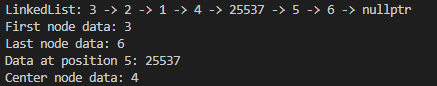 LinkedList: 3 -> 2 -> 1 -> 4 -> 25537 -> 5 -> 6 -> nullptr
First node data: 3
Last node data: 6
Data at position 5: 25537
Center node data: 4